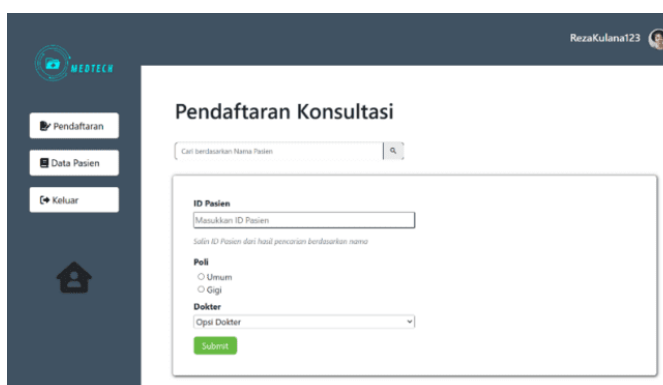 RezaKulana123
MEDTECH
Pendaftaran
Data Pasien
Keluar
Pendaftaran Konsultasi
Cari berdasarkan Nama Pasien
ID Pasien
Masukkan ID Pasien
Salin ID Pasien dari hasil pencarian berdasarkan nama
Poli
Umum
Gigi
Dokter
Opsi Dokter
Submit